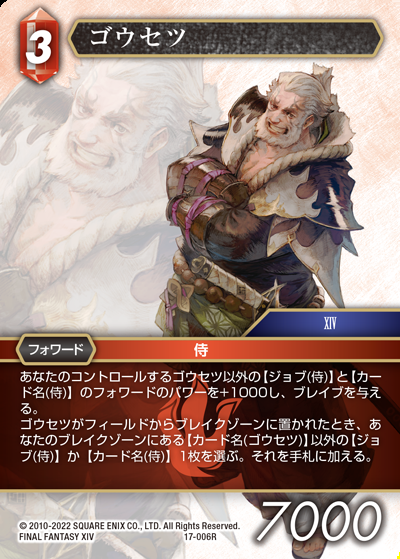 3
ゴウセツ
XIV
フォワード
侍
あなたのコントロールするゴウセツ以外の【ジョブ(侍)】と【カー
ド名(侍)】のフォワードのパワーを+1000し、ブレイブを与え
る。
ゴウセツがフィールドからブレイクゾーンに置かれたとき、あ
なたのブレイクゾーンにある【カード名(ゴウセツ)】以外の【ジョ
ブ(侍)】か【カード名(侍)】1枚を選ぶ。それを手札に加える。
© 2010-2022 SQUARE ENIX CO., LTD. All Rights Reserved.
FINAL FANTASY XIV 17-006R
7000